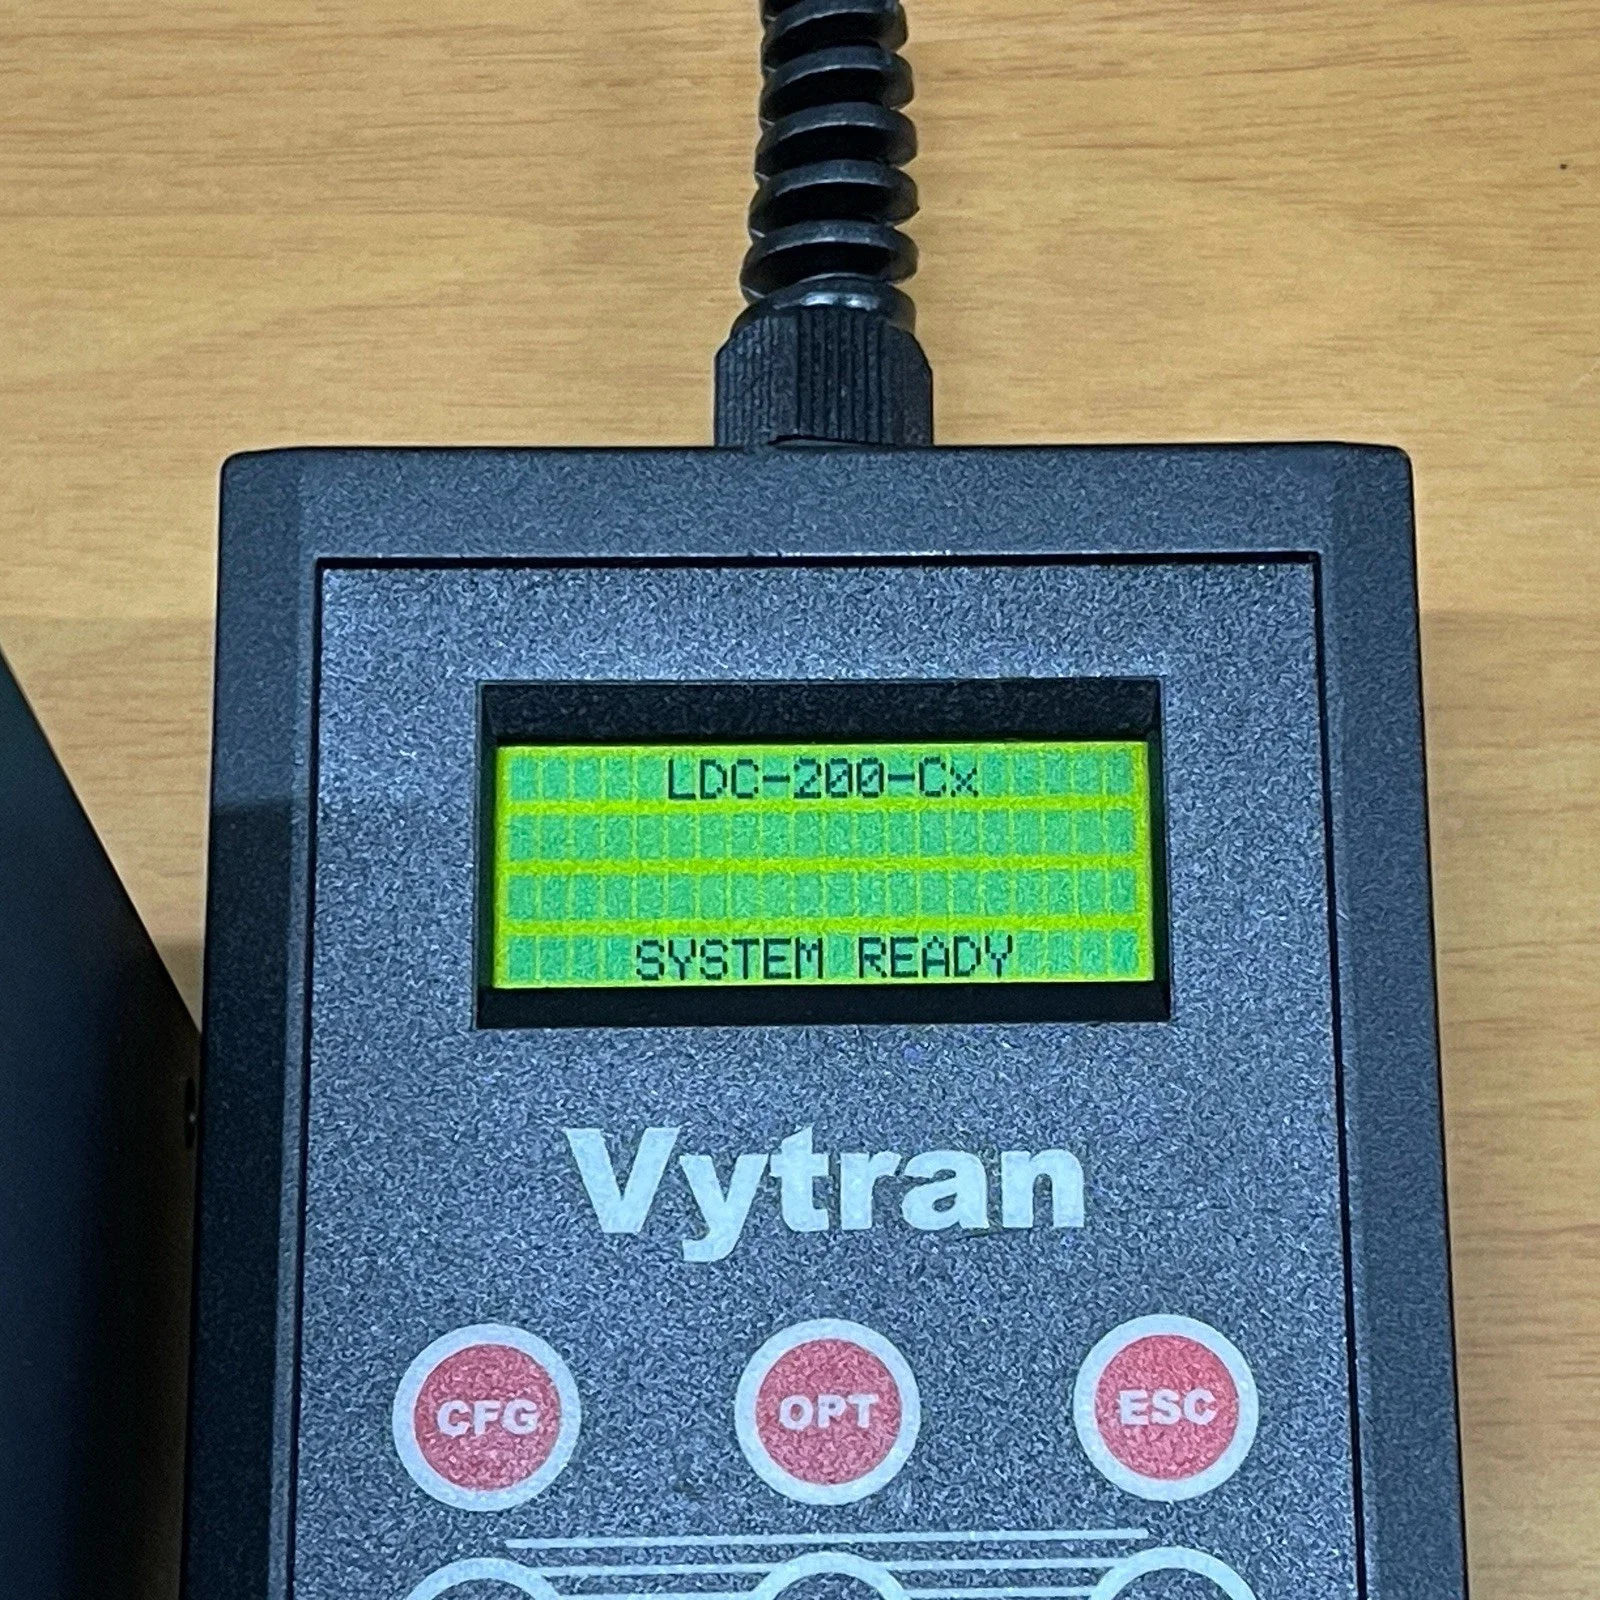 LDC-200-Cx
SYSTEM READY
Vytran
CFG OPT ESC